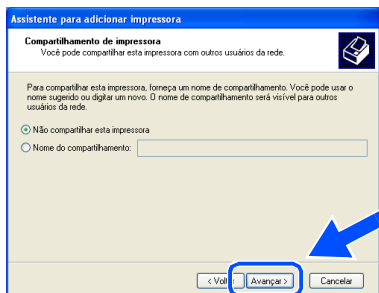 Assistente para adicionar impressora
Compartilhamento de impressora
Você pode compartilhar esta impressora com outros usuários da rede.
Para compartilhar esta impressora, forneça um nome de compartilhamento. Você pode usar o
nome sugerido ou digitar um novo. O nome de compartilhamento será visível para outros
usuários da rede.
Não compartilhar esta impressora
Nome do compartilhamento:
< Voltar Avançar > Cancelar